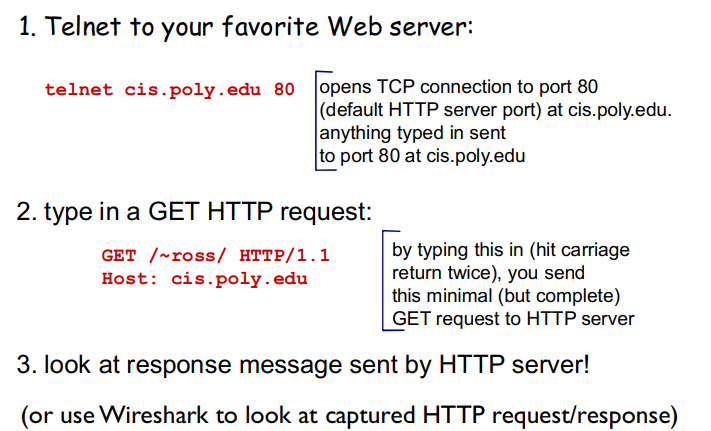 1. Telnet to your favorite Web server:
telnet cis.poly.edu 80
opens TCP connection to port 80
(default HTTP server port) at cis.poly.edu.
anything typed in sent
to port 80 at cis.poly.edu
2. type in a GET HTTP request:
GET /~ross/ HTTP/1.1
Host: cis.poly.edu
by typing this in (hit carriage
return twice), you send
this minimal (but complete)
GET request to HTTP server
3. look at response message sent by HTTP server!
(or use Wireshark to look at captured HTTP request/response)